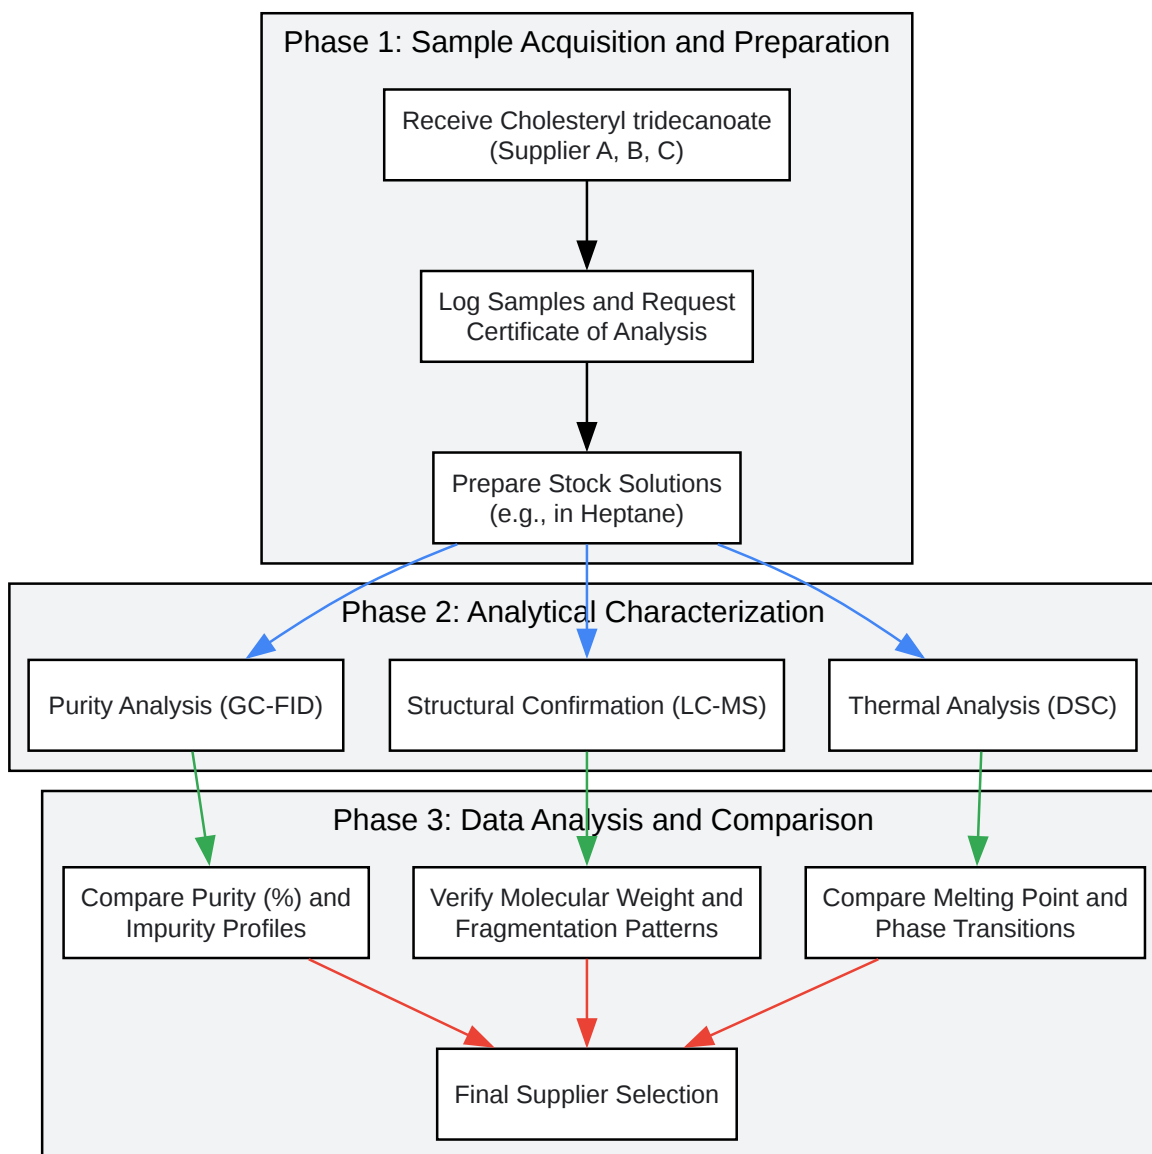 Phase 1: Sample Acquisition and Preparation
Receive Cholesteryl tridecanoate
(Supplier A, B, C)
Log Samples and Request
Certificate of Analysis
Prepare Stock Solutions
(e.g., in Heptane)
Phase 2: Analytical Characterization
Purity Analysis (GC-FID)
Structural Confirmation (LC-MS)
Thermal Analysis (DSC)
Phase 3: Data Analysis and Comparison
Compare Purity (%) and
Impurity Profiles
Verify Molecular Weight and
Fragmentation Patterns
Compare Melting Point and
Phase Transitions
Final Supplier Selection